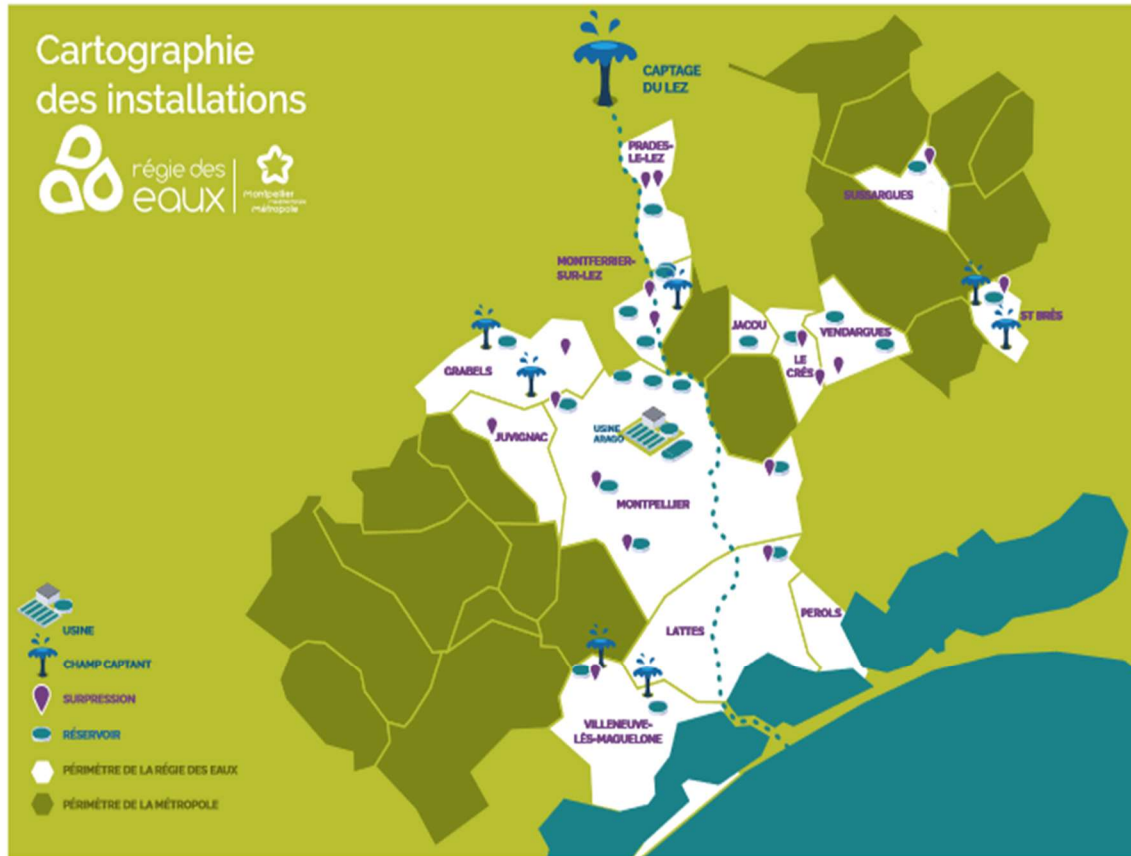 Cartographie
des installations
régie des
eaux
montpellier
méditerranée
métropole
CAPTAGE
DU LEZ
PRADES-
LE-LEZ
SUSSARGUES
MONTFERRIER-
SUR-LEZ
ST BRÈS
JACOU
VENDARGUES
LE
CRÈS
GRABELS
JUVIGNAC
USINE
ARAGO
MONTPELLIER
PEROLS
LATTES
VILLENEUVE-
LÈS-MAGUELONE
USINE
CHAMP CAPTANT
SURPRESSION
RÉSERVOIR
PÉRIMÈTRE DE LA RÉGIE DES EAUX
PÉRIMÈTRE DE LA MÉTROPOLE